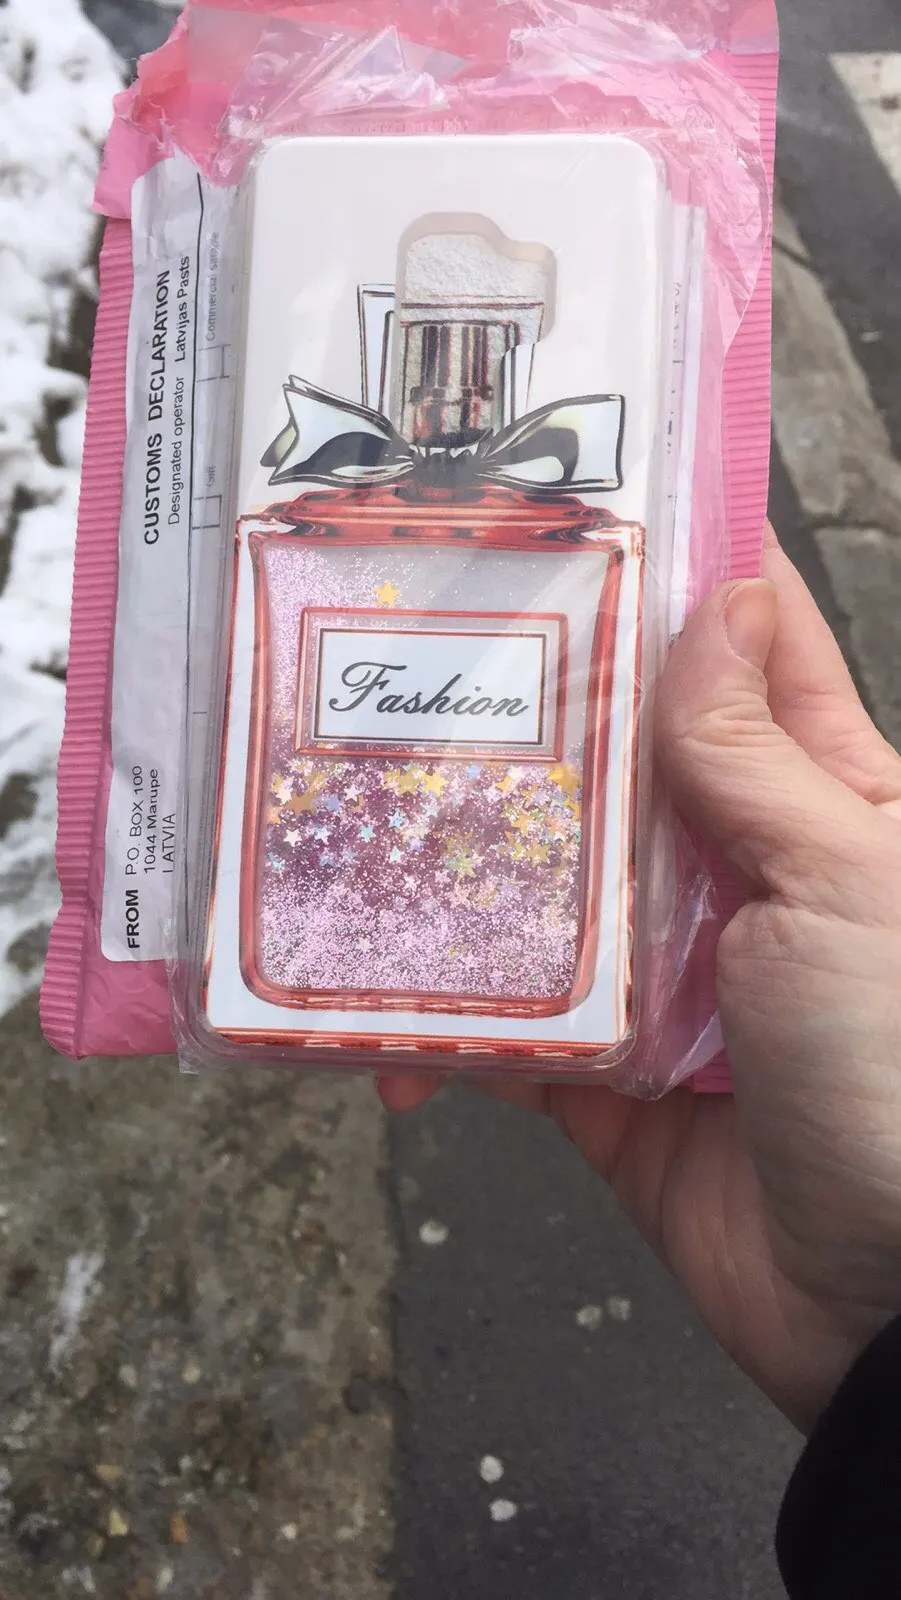 CUSTOMS DECLARATION
Designated operator Latvijas Pasts
Commercial sample
Gift
FROM P.O. BOX 100
1044 Marupe
LATVIA
Fashion